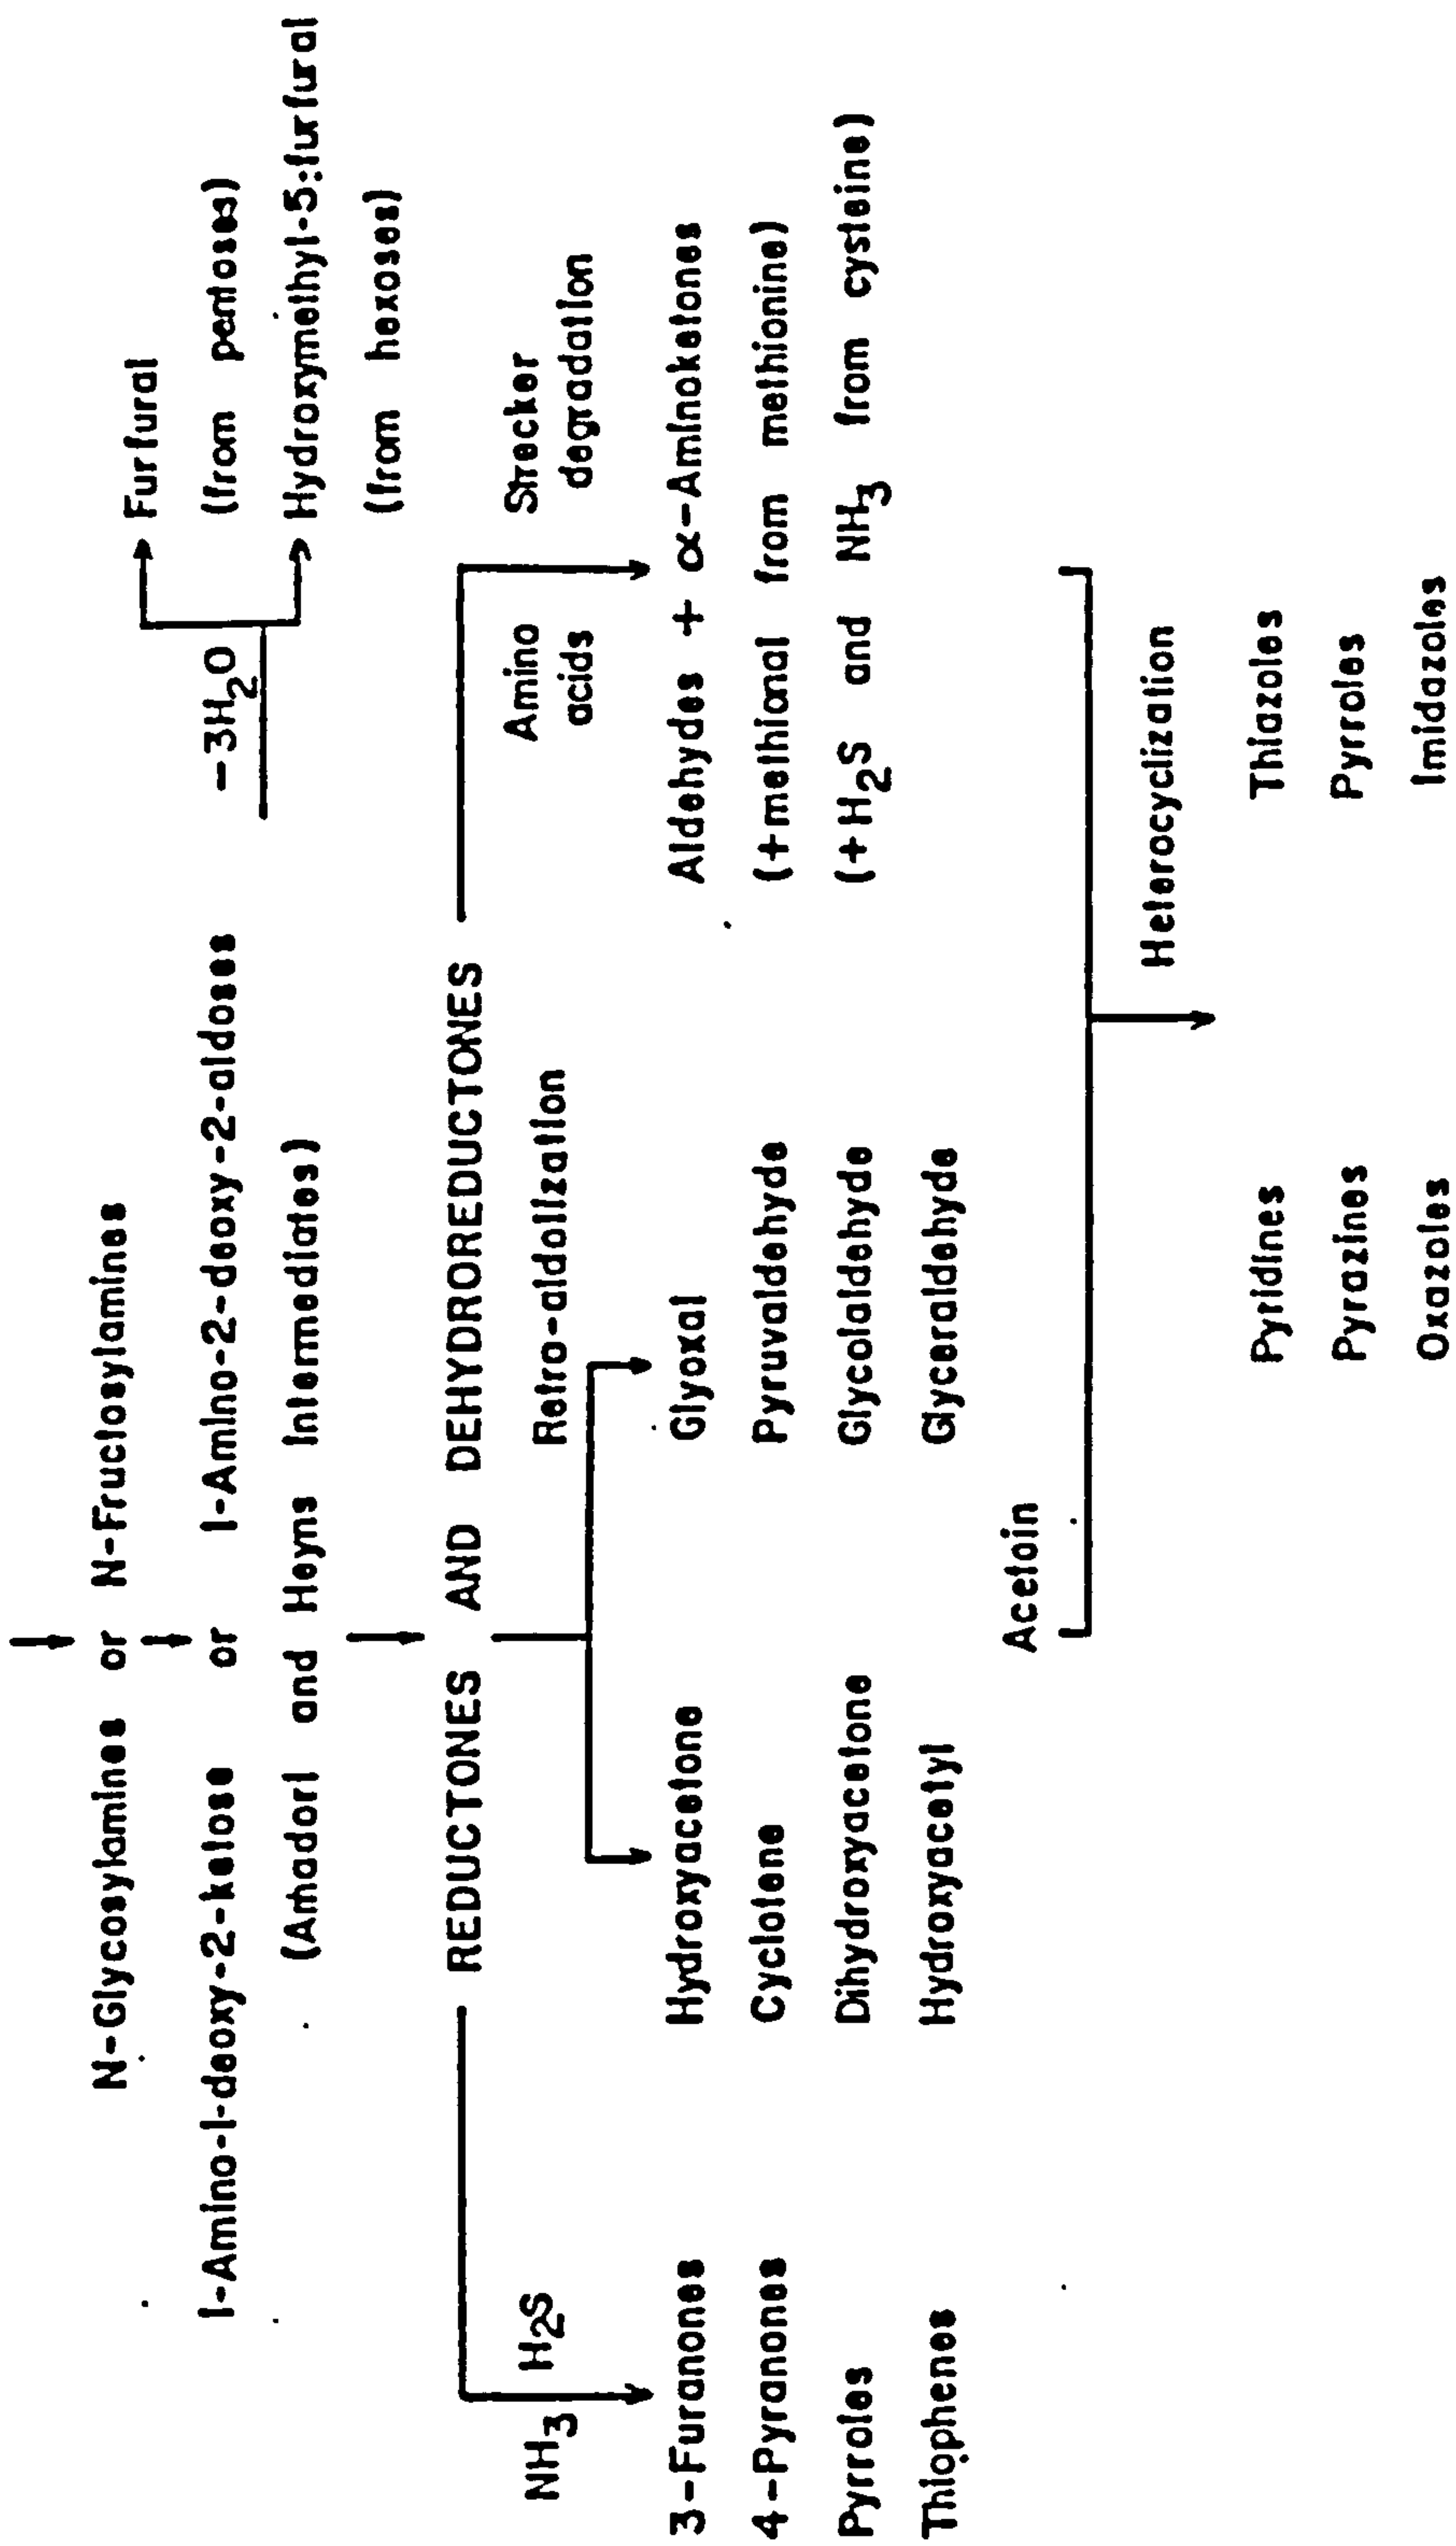 N-Glycosylamines or N-Fructosylamines
Furfural
(from pentoses)
Hydroxymethyl-5-furfural
(from hexoses)
-3H2O
1-Amino-1-deoxy-2-ketose or 1-Amino-2-deoxy-2-aldoses
(Amadori and Heyns Intermediates)
REDUCTONES AND DEHYDROREDUCTONES
NH3 H2S
Retro-aldolization
Amino acids
Strecker degradation
3-Furanones
4-Pyranones
Pyrroles
Thiophenes
Hydroxyacetone
Cyclotene
Dihydroxyacetone
Hydroxyacetyl
Glyoxal
Pyruvaldehyde
Glycolaldehyde
Glyceraldehyde
Aldehydes + α-Aminoketones
(+methional from methionine)
(+H2S and NH3 from cysteine)
Acetoin
Heterocyclization
Pyridines
Pyrazines
Oxazoles
Thiazoles
Pyrroles
Imidazoles